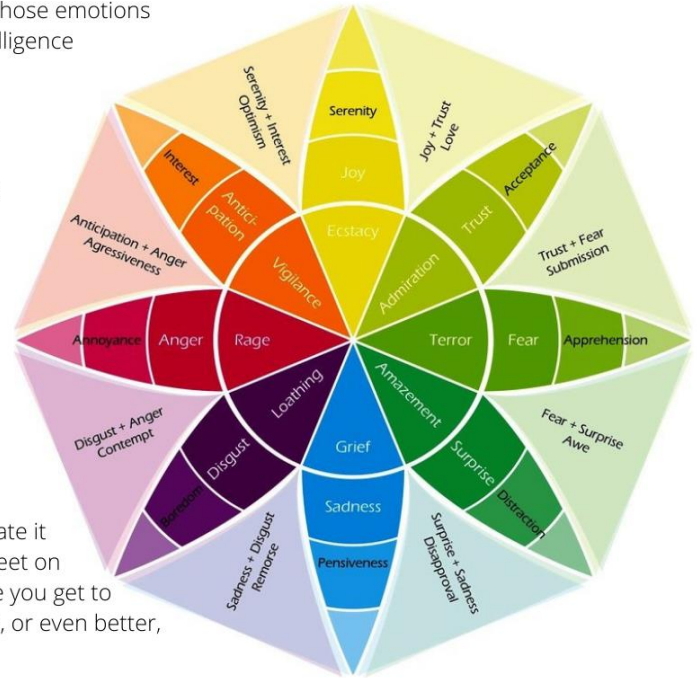 hose emotions
lligence
Serenity + Interest
Optimism
Serenity
Joy
Ecstacy
Joy + Trust
Love
Acceptance
Trust
Admiration
Trust + Fear
Submission
Interest
Antici-
pation
Vigilance
Anticipation + Anger
Agressiveness
Annoyance
Anger
Rage
Terror
Fear
Apprehension
Loathing
Disgust
Boredom
Disgust + Anger
Contempt
Amazement
Surprise
Distraction
Fear + Surprise
Awe
Grief
Sadness
Pensiveness
Sadness + Disgust
Remorse
Surprise + Sadness
Disapproval
ate it
eet on
e you get to
, or even better,